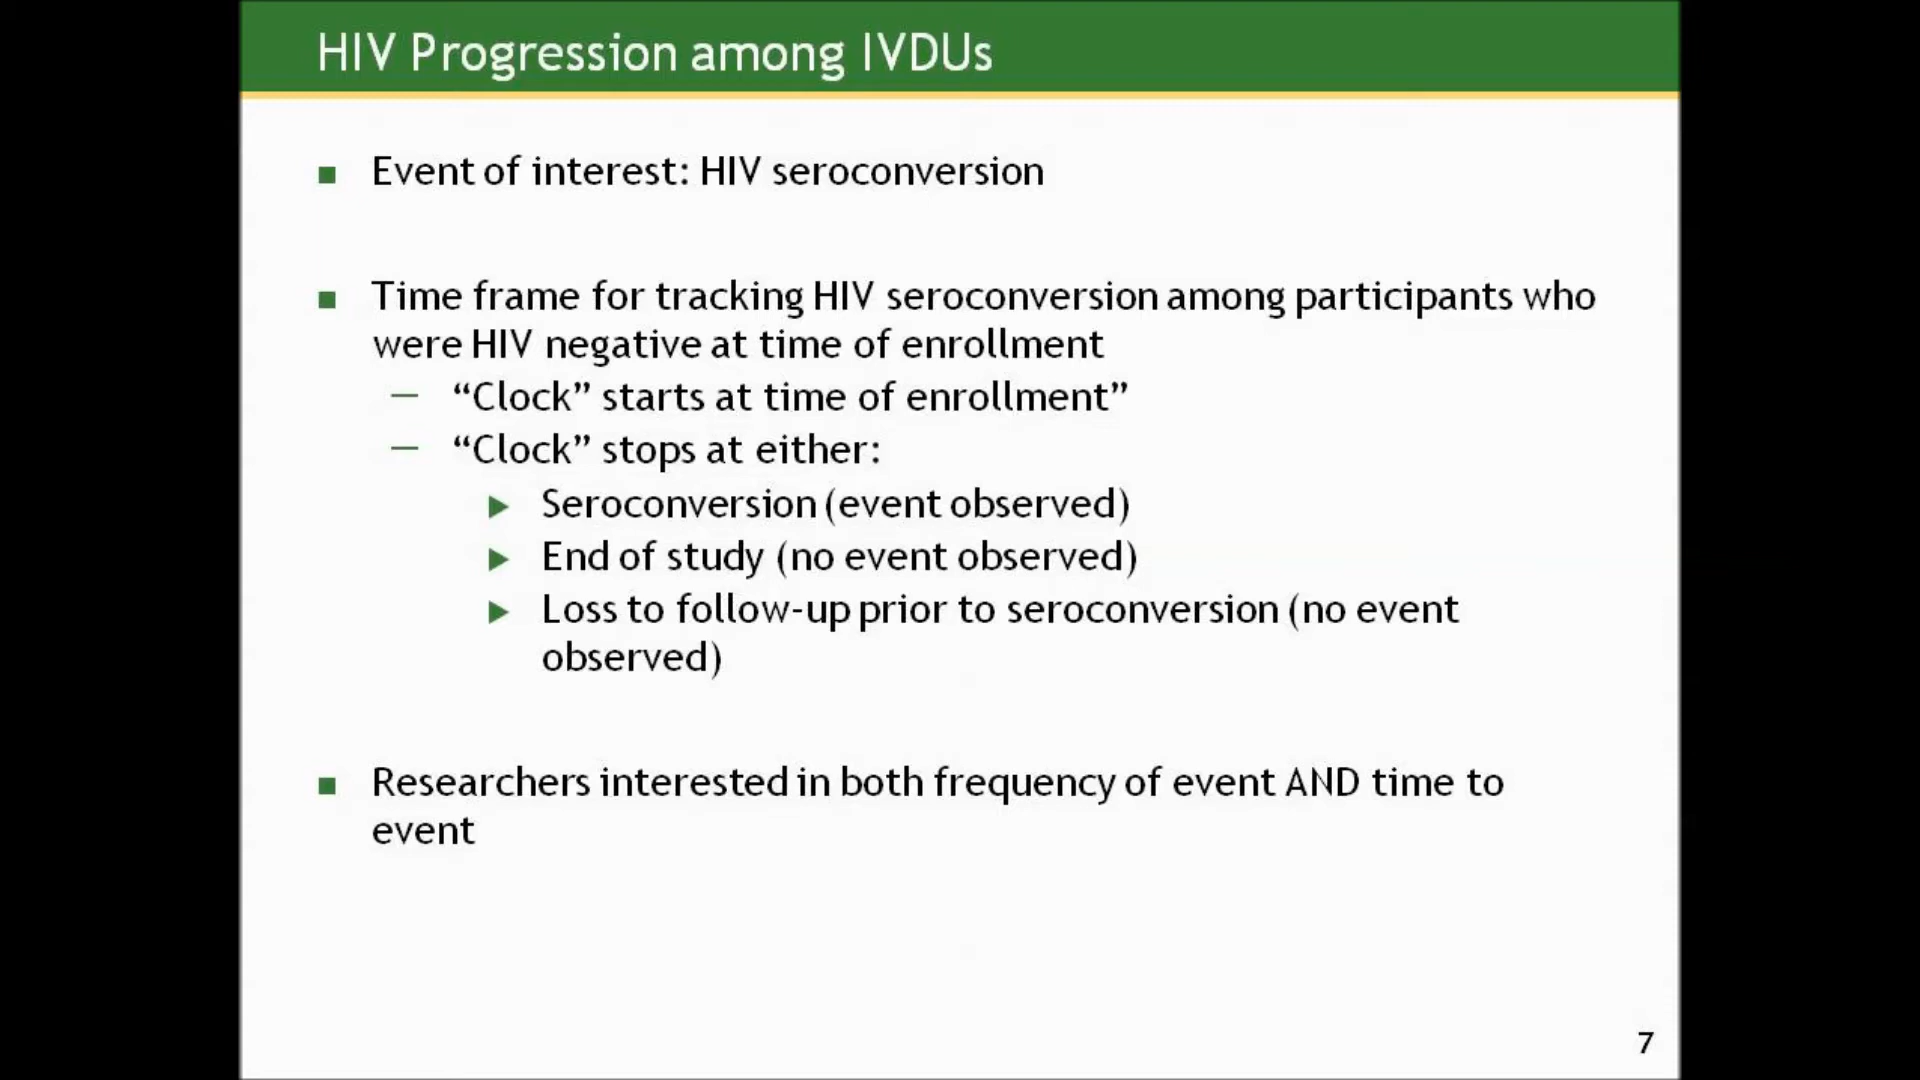 HIV Progression among IVDUs
Event of interest: HIV seroconversion
Time frame for tracking HIV seroconversion among participants who
were HIV negative at time of enrollment
— “Clock” starts at time of enrollment”
— “Clock” stops at either:
Seroconversion (event observed)
End of study (no event observed)
Loss to follow-up prior to seroconversion (no event
observed)
Researchers interested in both frequency of event AND time to
event
7